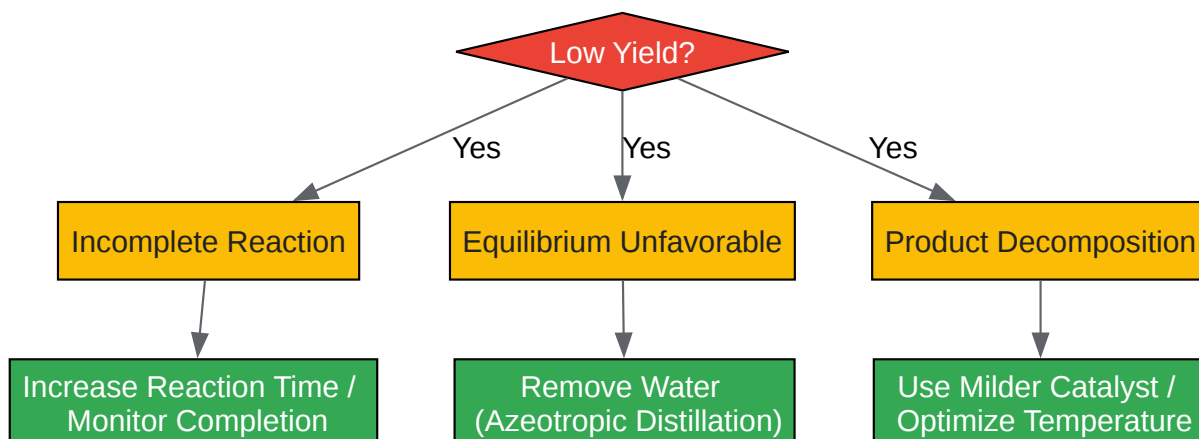 Low Yield?
Yes
Yes
Yes
Incomplete Reaction
Equilibrium Unfavorable
Product Decomposition
Increase Reaction Time /
Monitor Completion
Remove Water
(Azeotropic Distillation)
Use Milder Catalyst /
Optimize Temperature